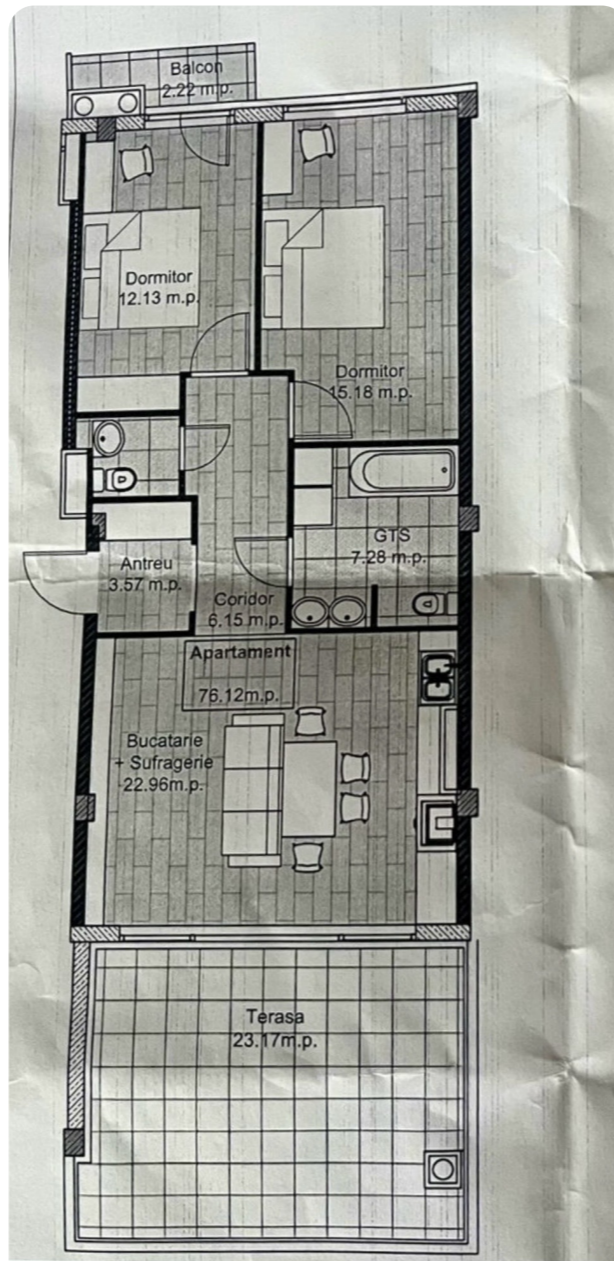 Balcon
2.22 m.p.
Dormitor
12.13 m.p.
Dormitor
15.18 m.p.
GTS
7.28 m.p.
Antreu
3.57 m.p.
Coridor
6.15 m.p.
Apartament
76.12m.p.
Bucatarie
+ Sufragerie
22.96m.p.
Terasa
23.17m.p.